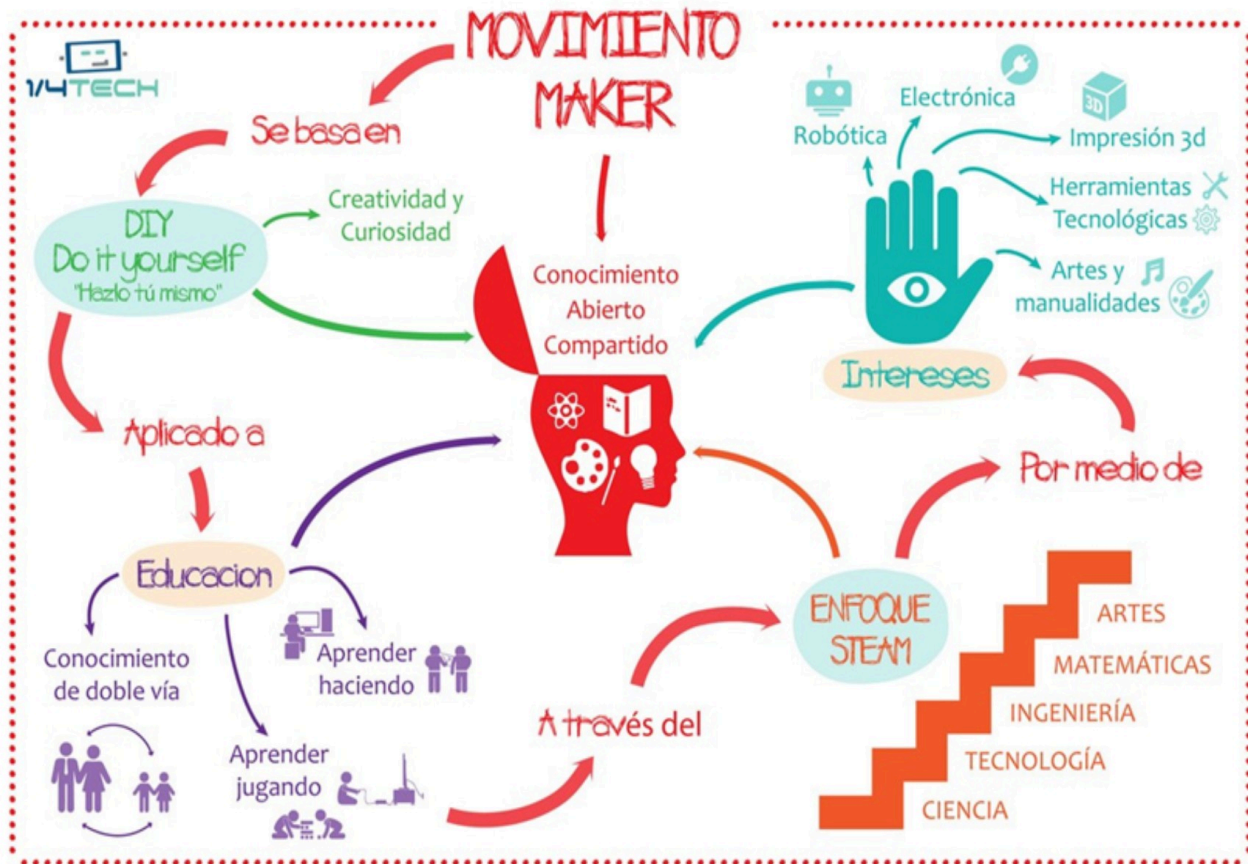 MOVIMIENTO
MAKER
1/4TECH
Se basa en
DIY
Do it yourself
"Hazlo tú mismo"
Creatividad y
Curiosidad
Conocimiento
Abierto
Compartido
Robótica
Electrónica
3D
Impresión 3d
Herramientas
Tecnológicas
Artes y
manualidades
Intereses
Aplicado a
Por medio de
Educacion
Conocimiento
de doble vía
Aprender
haciendo
Aprender
jugando
A través del
ENFOQUE
STEAM
ARTES
MATEMÁTICAS
INGENIERÍA
TECNOLOGÍA
CIENCIA